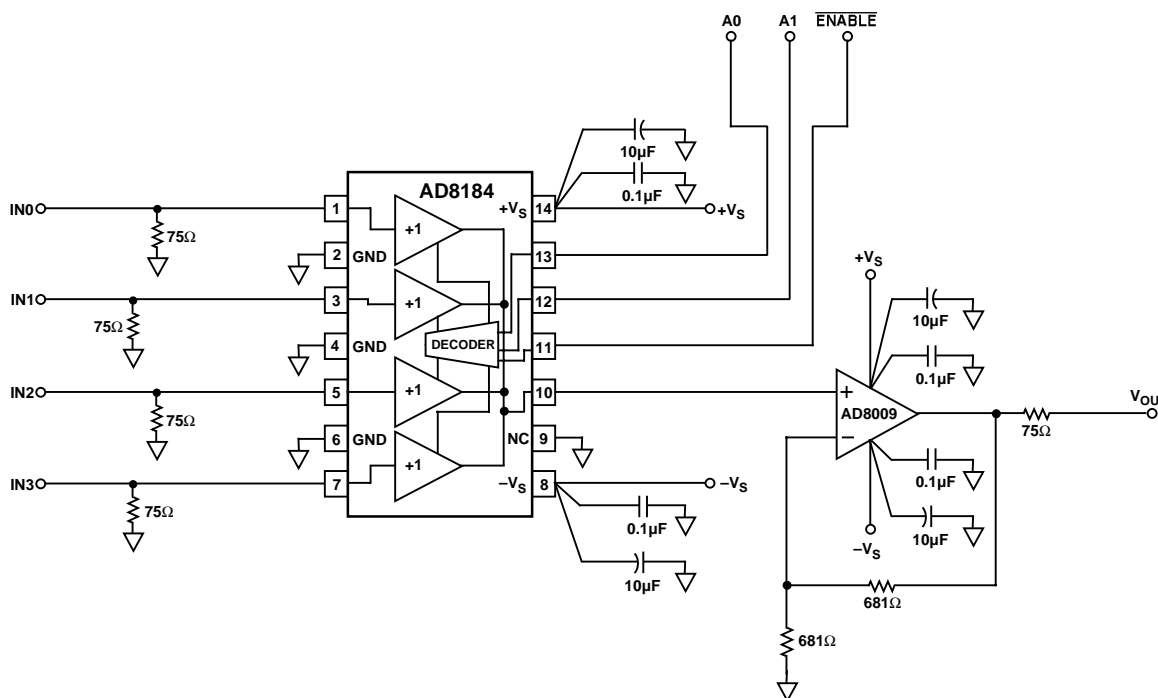 A0
A1
ENABLE
10µF
0.1µF
AD8184
IN0
75Ω
1
+1
+VS
14
+VS
2
GND
13
IN1
75Ω
3
+1
12
+VS
10µF
0.1µF
4
GND
DECODER
11
IN2
75Ω
5
+1
10
+
AD8009
–
VOU
75Ω
6
GND
NC
9
IN3
75Ω
7
+1
–VS
8
–VS
0.1µF
10µF
0.1µF
10µF
–VS
681Ω
681Ω